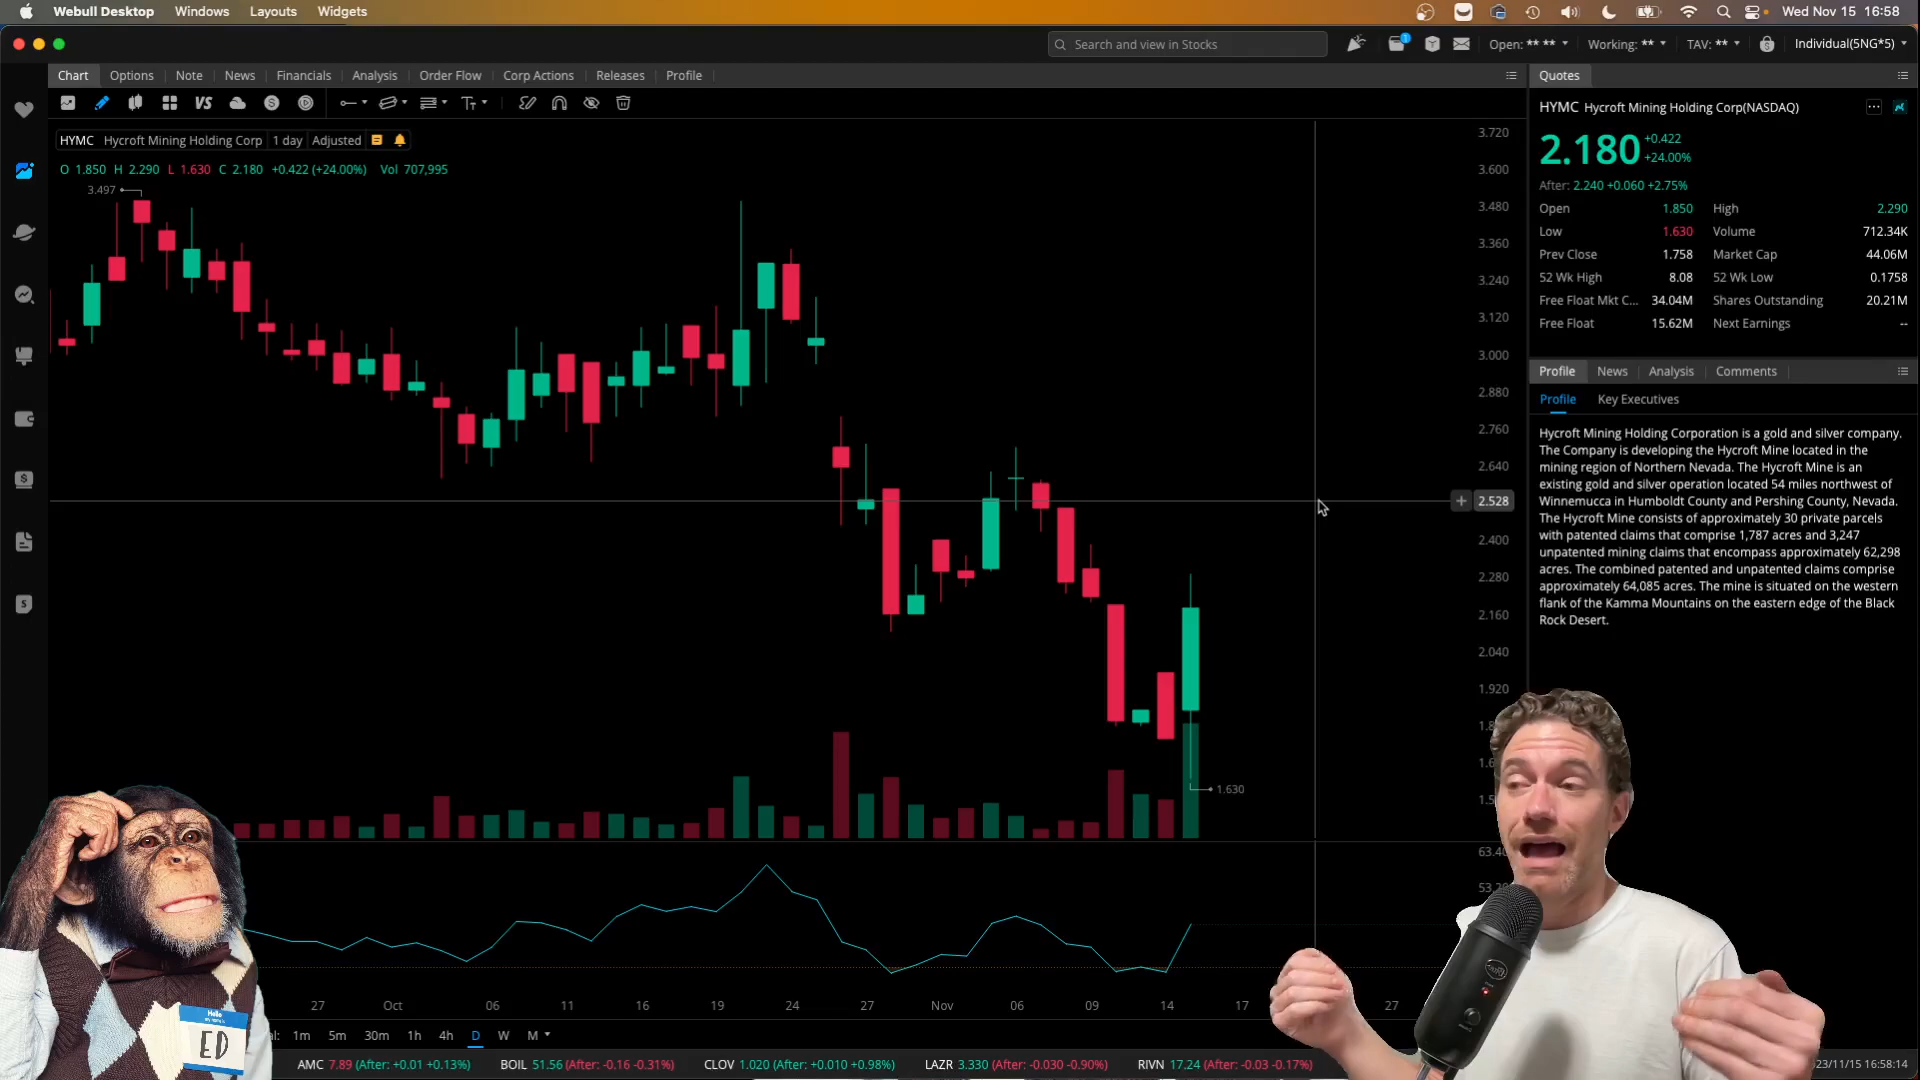 Webull Desktop Windows Layouts Widgets Wed Nov 15 16:58
Search and view in Stocks 1 Open: ** ** Working: ** TAV: ** Individual(5NG*5)
Chart Options Note News Financials Analysis Order Flow Corp Actions Releases Profile Quotes
VS S T
HYMC Hycroft Mining Holding Corp(NASDAQ)
HYMC Hycroft Mining Holding Corp 1 day Adjusted
O 1.850 H 2.290 L 1.630 C 2.180 +0.422 (+24.00%) Vol 707,995
3.497
3.720
3.600
3.480
3.360
3.240
3.120
3.000
2.880
2.760
2.640
+ 2.528
2.400
2.280
2.160
2.040
1.920
1.630
63.40
2.180 +0.422
+24.00%
After: 2.240 +0.060 +2.75%
Open 1.850 High 2.290
Low 1.630 Volume 712.34K
Prev Close 1.758 Market Cap 44.06M
52 Wk High 8.08 52 Wk Low 0.1758
Free Float Mkt C... 34.04M Shares Outstanding 20.21M
Free Float 15.62M Next Earnings --
Profile News Analysis Comments
Profile Key Executives
Hycroft Mining Holding Corporation is a gold and silver company.
The Company is developing the Hycroft Mine located in the
mining region of Northern Nevada. The Hycroft Mine is an
existing gold and silver operation located 54 miles northwest of
Winnemucca in Humboldt County and Pershing County, Nevada.
The Hycroft Mine consists of approximately 30 private parcels
with patented claims that comprise 1,787 acres and 3,247
unpatented mining claims that encompass approximately 62,298
acres. The combined patented and unpatented claims comprise
approximately 64,085 acres. The mine is situated on the western
flank of the Kamma Mountains on the eastern edge of the Black
Rock Desert.
27 Oct 06 11 16 19 24 27 Nov 06 09 14 17 27
1m 5m 30m 1h 4h D W M
Hello
ED
AMC 7.89 (After: +0.01 +0.13%) BOIL 51.56 (After: -0.16 -0.31%) CLOV 1.020 (After: +0.010 +0.98%) LAZR 3.330 (After: -0.030 -0.90%) RIVN 17.24 (After: -0.03 -0.17%) 23/11/15 16:58:14